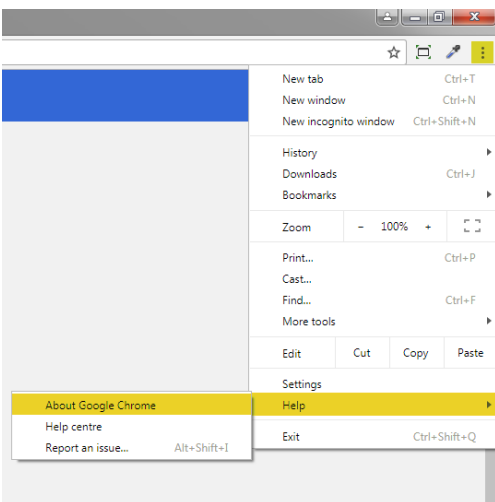 New tab Ctrl+T
New window Ctrl+N
New incognito window Ctrl+Shift+N
History
Downloads Ctrl+J
Bookmarks
Zoom - 100% +
Print... Ctrl+P
Cast...
Find... Ctrl+F
More tools
Edit Cut Copy Paste
Settings
Help
About Google Chrome
Help centre
Report an issue... Alt+Shift+I
Exit Ctrl+Shift+Q